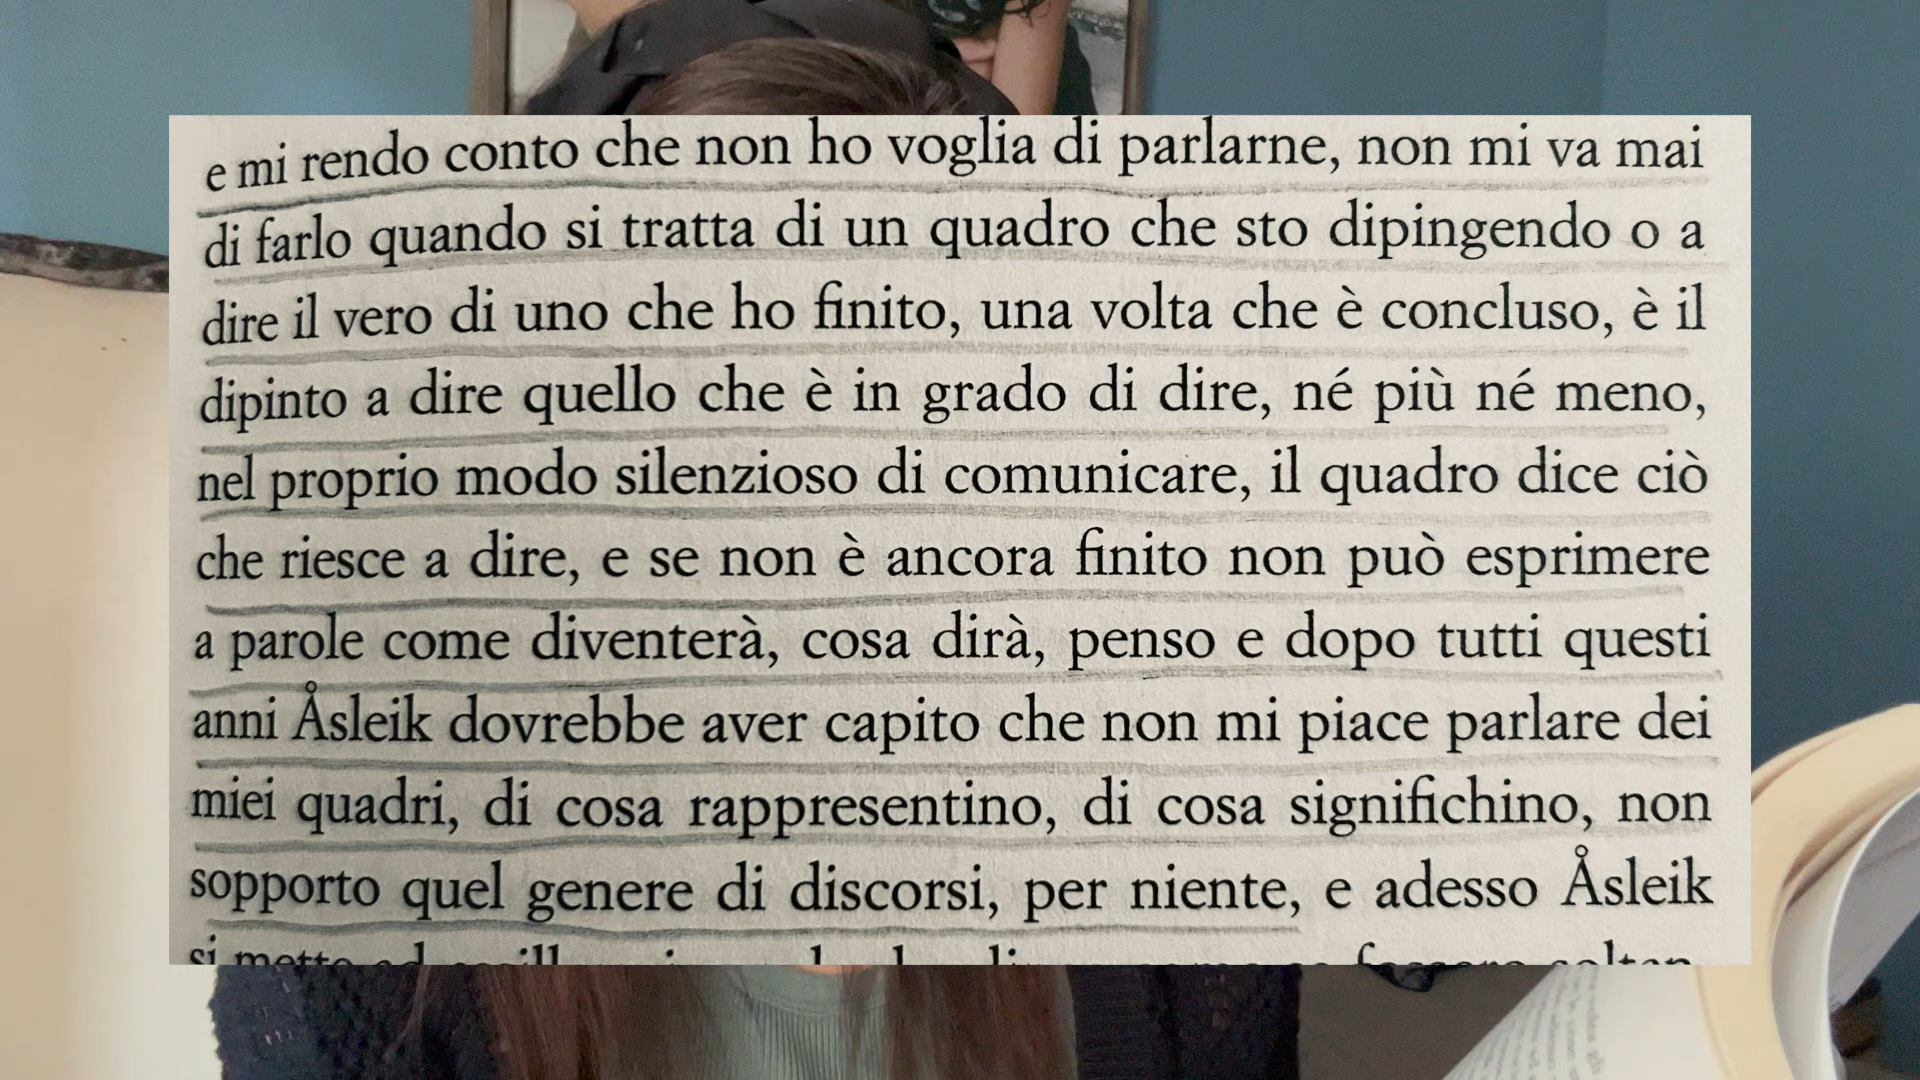 e mi rendo conto che non ho voglia di parlarne, non mi va mai
di farlo quando si tratta di un quadro che sto dipingendo o a
dire il vero di uno che ho finito, una volta che è concluso, è il
dipinto a dire quello che è in grado di dire, né più né meno,
nel proprio modo silenzioso di comunicare, il quadro dice ciò
che riesce a dire, e se non è ancora finito non può esprimere
a parole come diventerà, cosa dirà, penso e dopo tutti questi
anni Åsleik dovrebbe aver capito che non mi piace parlare dei
miei quadri, di cosa rappresentino, di cosa significhino, non
sopporto quel genere di discorsi, per niente, e adesso Åsleik
si mette ad